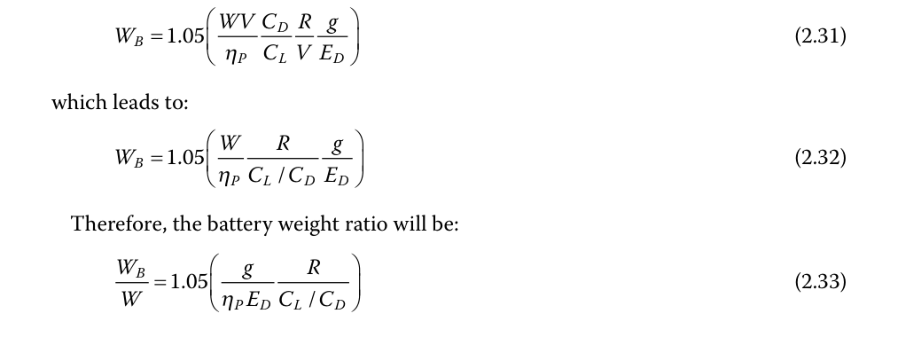 W_B = 1.05(WV/η_P C_D/C_L R/V g/E_D) (2.31)
which leads to:
W_B = 1.05(W/η_P R/(C_L / C_D) g/E_D) (2.32)
Therefore, the battery weight ratio will be:
W_B/W = 1.05(g/(η_P E_D) R/(C_L / C_D)) (2.33)